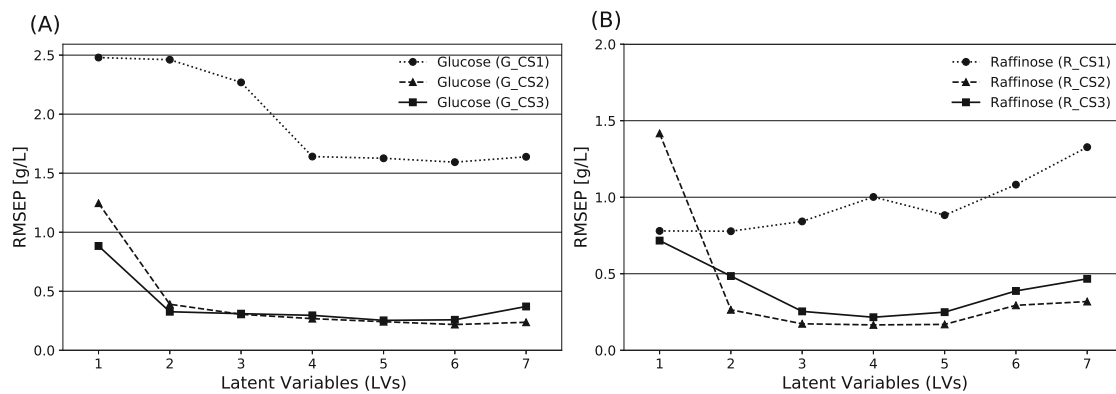 (A)
2.5
2.0
1.5
1.0
0.5
0.0
RMSEP [g/L]
Glucose (G_CS1)
Glucose (G_CS2)
Glucose (G_CS3)
1 2 3 4 5 6 7
Latent Variables (LVs)
(B)
2.0
1.5
1.0
0.5
0.0
RMSEP [g/L]
Raffinose (R_CS1)
Raffinose (R_CS2)
Raffinose (R_CS3)
1 2 3 4 5 6 7
Latent Variables (LVs)